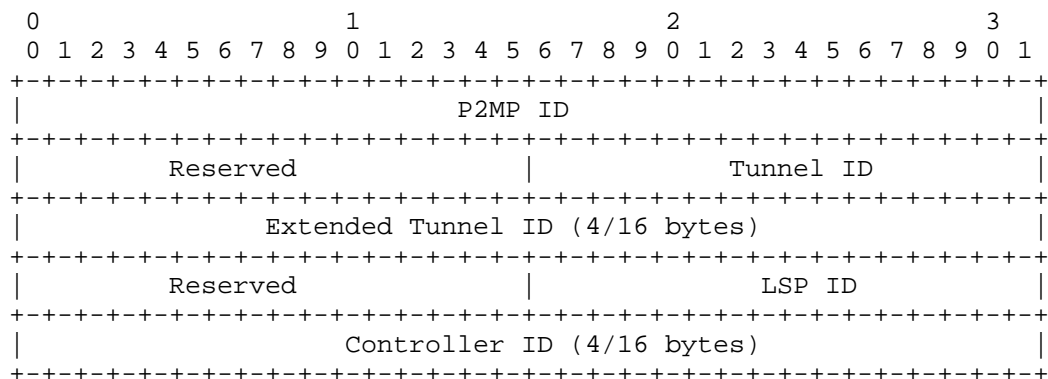 0                   1                   2                   3
 0 1 2 3 4 5 6 7 8 9 0 1 2 3 4 5 6 7 8 9 0 1 2 3 4 5 6 7 8 9 0 1
+-+-+-+-+-+-+-+-+-+-+-+-+-+-+-+-+-+-+-+-+-+-+-+-+-+-+-+-+-+-+-+-+
|                           P2MP ID                             |
+-+-+-+-+-+-+-+-+-+-+-+-+-+-+-+-+-+-+-+-+-+-+-+-+-+-+-+-+-+-+-+-+
|         Reserved              |            Tunnel ID          |
+-+-+-+-+-+-+-+-+-+-+-+-+-+-+-+-+-+-+-+-+-+-+-+-+-+-+-+-+-+-+-+-+
|               Extended Tunnel ID (4/16 bytes)                 |
+-+-+-+-+-+-+-+-+-+-+-+-+-+-+-+-+-+-+-+-+-+-+-+-+-+-+-+-+-+-+-+-+
|         Reserved              |              LSP ID           |
+-+-+-+-+-+-+-+-+-+-+-+-+-+-+-+-+-+-+-+-+-+-+-+-+-+-+-+-+-+-+-+-+
|                    Controller ID (4/16 bytes)                 |
+-+-+-+-+-+-+-+-+-+-+-+-+-+-+-+-+-+-+-+-+-+-+-+-+-+-+-+-+-+-+-+-+